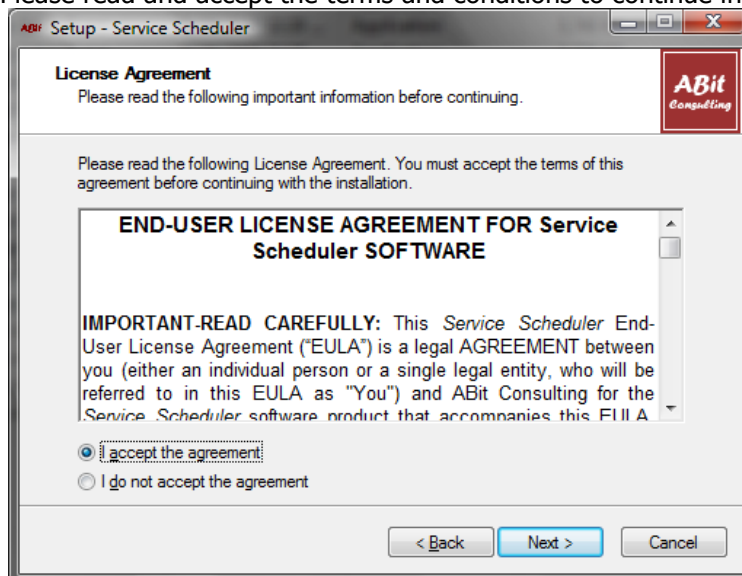 Please read and accept the terms and conditions to continue in
ABit Setup - Service Scheduler
License Agreement
Please read the following important information before continuing.
ABit
Consulting
Please read the following License Agreement. You must accept the terms of this
agreement before continuing with the installation.
END-USER LICENSE AGREEMENT FOR Service
Scheduler SOFTWARE
IMPORTANT-READ CAREFULLY: This Service Scheduler End-
User License Agreement ("EULA") is a legal AGREEMENT between
you (either an individual person or a single legal entity, who will be
referred to in this EULA as "You") and ABit Consulting for the
Service Scheduler software product that accompanies this EULA,
I accept the agreement
I do not accept the agreement
< Back
Next >
Cancel